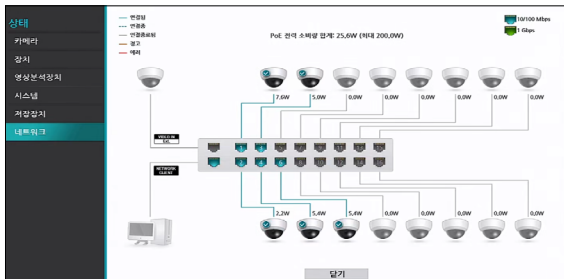 상태
카메라
장치
영상분석장치
시스템
저장장치
네트워크
연결됨
연결중
연결종료된
경고
에러
PoE 전력 소비량 합계: 25,6W (최대 200,0W)
10/100 Mbps
1 Gbps
7,6W 5,0W 0,0W 0,0W 0,0W 0,0W 0,0W 0,0W
VIDEO IN
NETWORK
CLIENT
2,2W 5,4W 5,4W 0,0W 0,0W 0,0W 0,0W 0,0W
닫기